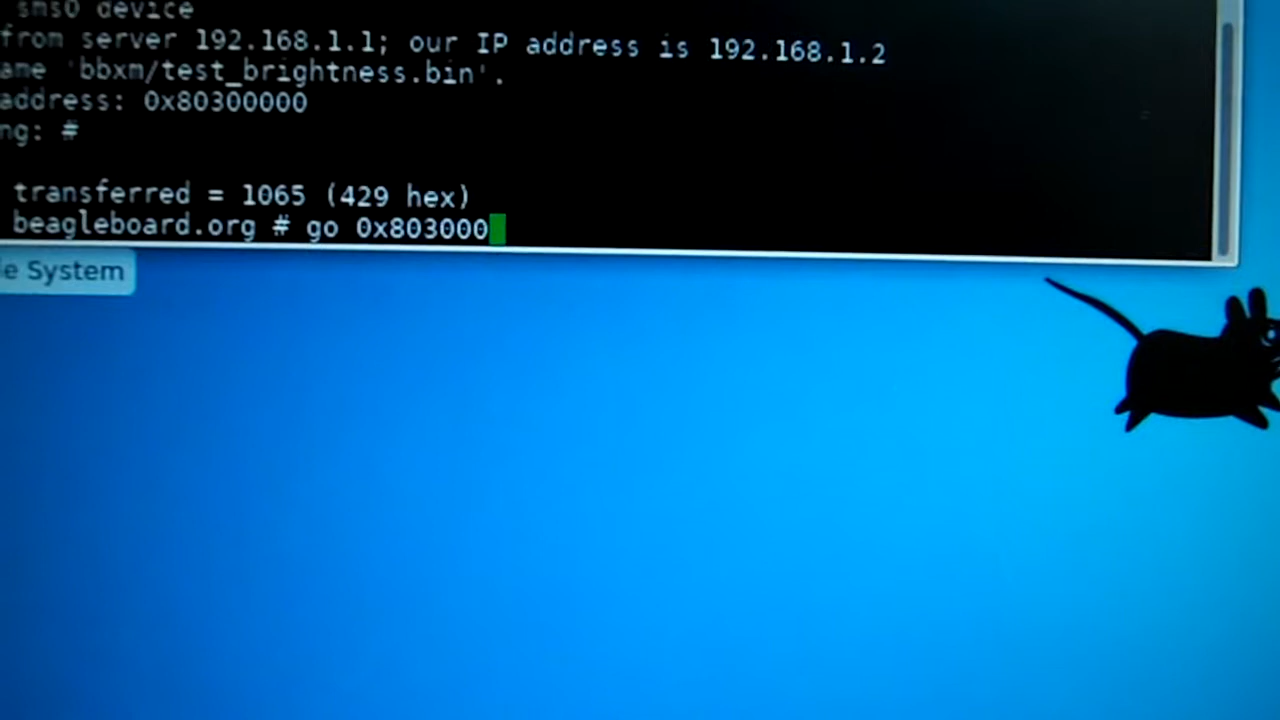 sms0 device
from server 192.168.1.1; our IP address is 192.168.1.2
ame 'bbxm/test_brightness.bin'.
address: 0x80300000
ng: #
transferred = 1065 (429 hex)
beagleboard.org # go 0x803000
le System